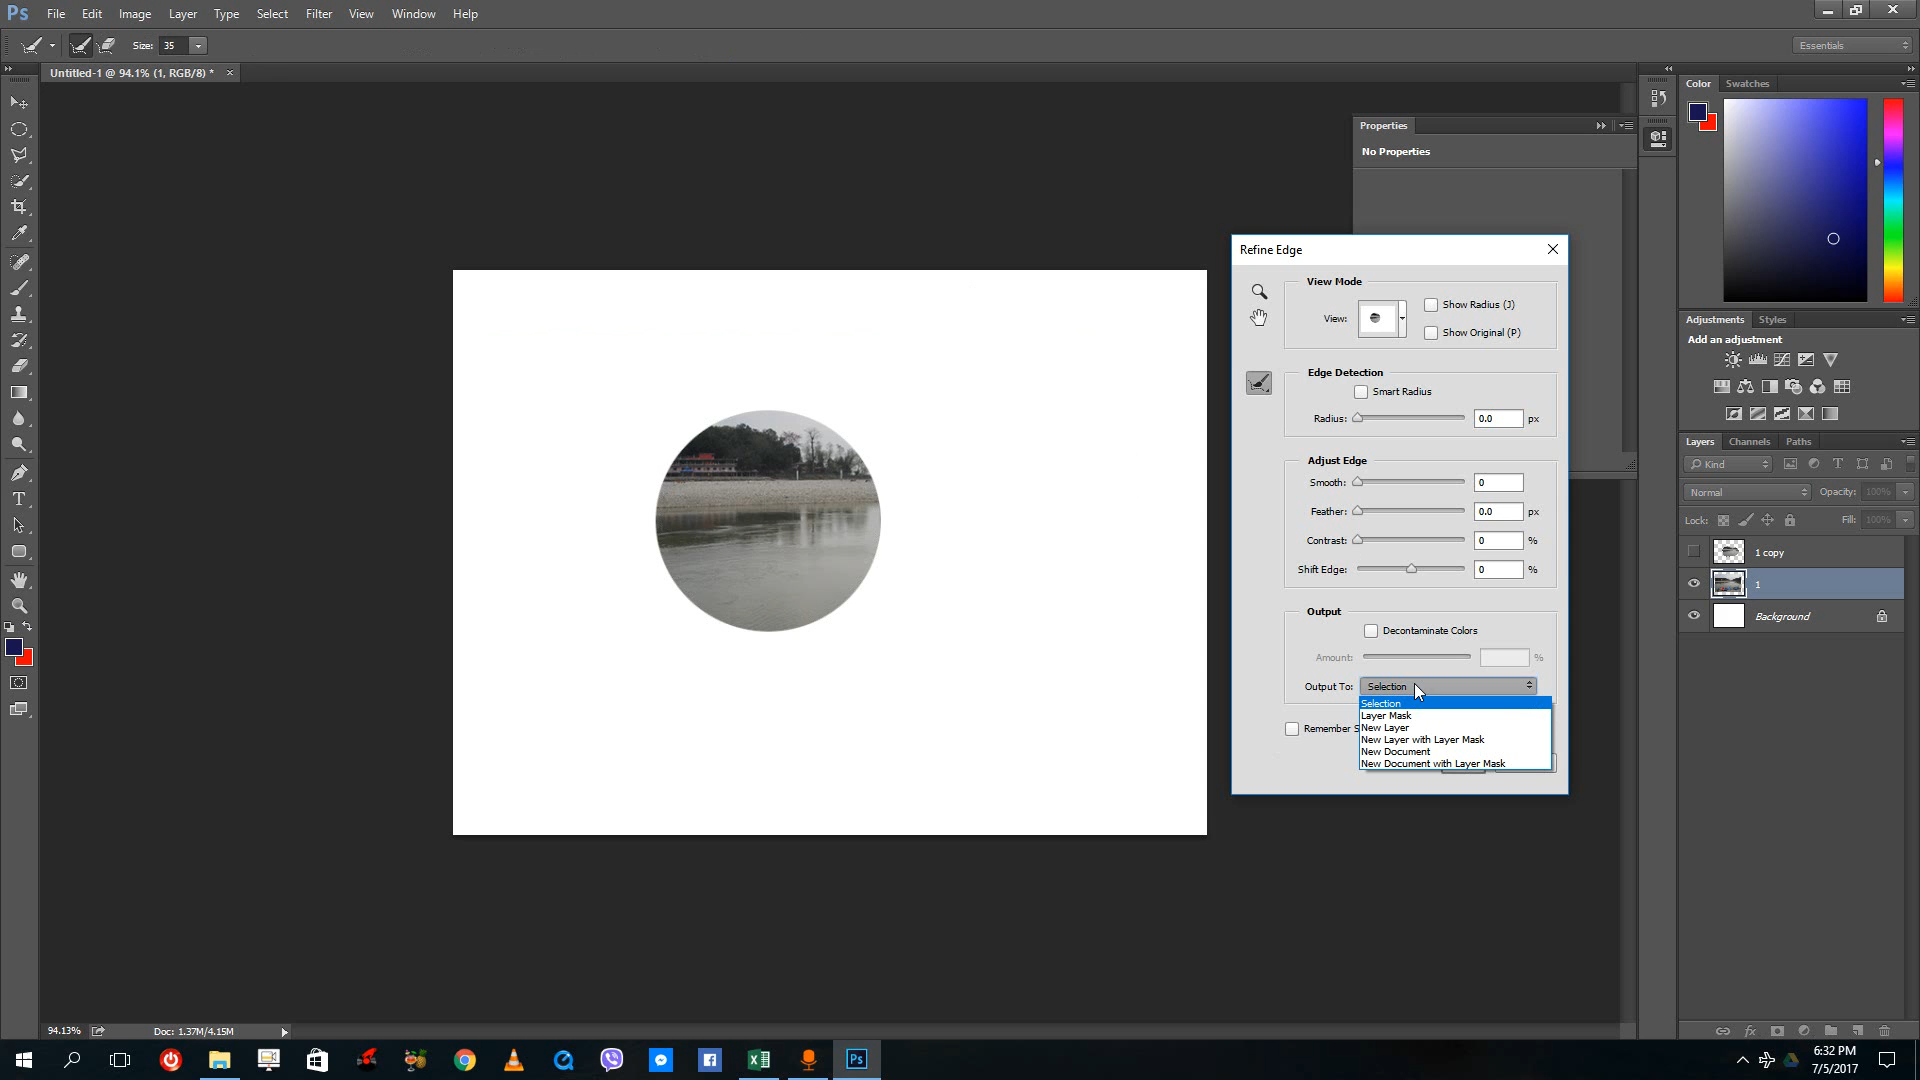 Ps File Edit Image Layer Type Select Filter View Window Help
Size: 35 Essentials
Untitled-1 @ 94.1% (1, RGB/8) * ×
Color Swatches
Properties
No Properties
Refine Edge
View Mode
View:
Show Radius (J)
Show Original (P)
Edge Detection
Smart Radius
Radius: 0.0 px
Adjust Edge
Smooth: 0
Feather: 0.0 px
Contrast: 0 %
Shift Edge: 0 %
Output
Decontaminate Colors
Amount: %
Output To: Selection
Selection
Layer Mask
New Layer
New Layer with Layer Mask
New Document
New Document with Layer Mask
Remember S
Adjustments Styles
Add an adjustment
Layers Channels Paths
Kind
Normal Opacity: 100%
Lock: Fill: 100%
1 copy
1
Background
94.13% Doc: 1.37M/4.15M
Ps
6:32 PM
7/5/2017